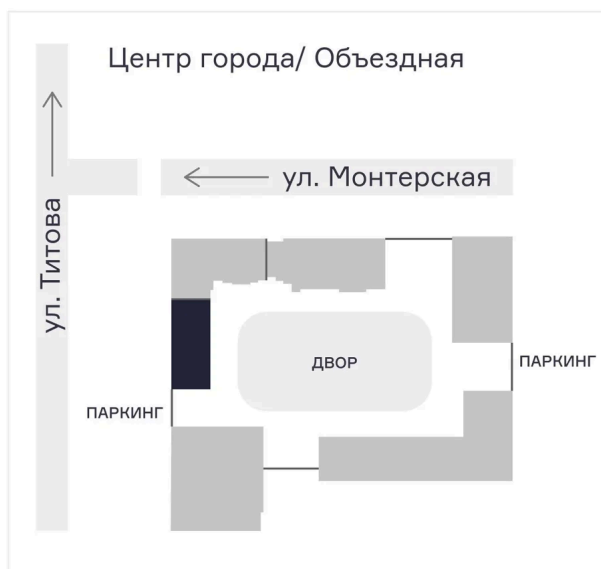 Центр города/ Объездная
ул. Монтерская
ул. Титова
ДВОР
ПАРКИНГ
ПАРКИНГ